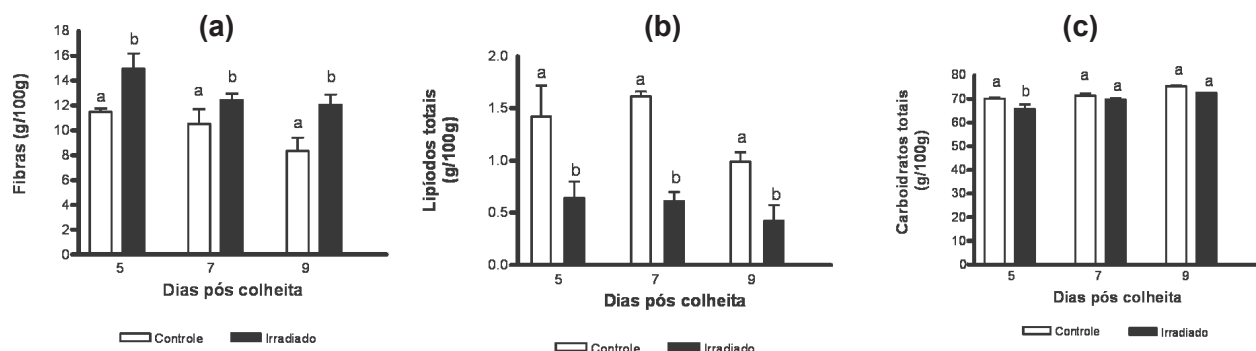 (a)
Fibras (g/100g)
18
16
14
12
10
8
6
4
2
0
a b a b a b
5 7 9
Dias pós colheita
Controle Irradiado
(b)
Lipíodos totais
(g/100g)
2.0
1.5
1.0
0.5
0.0
a b a b a b
5 7 9
Dias pós colheita
Controle Irradiado
(c)
Carboidratos totais
(g/100g)
80
70
60
50
40
30
20
10
0
a b a a a a
5 7 9
Dias pós colheita
Controle Irradiado